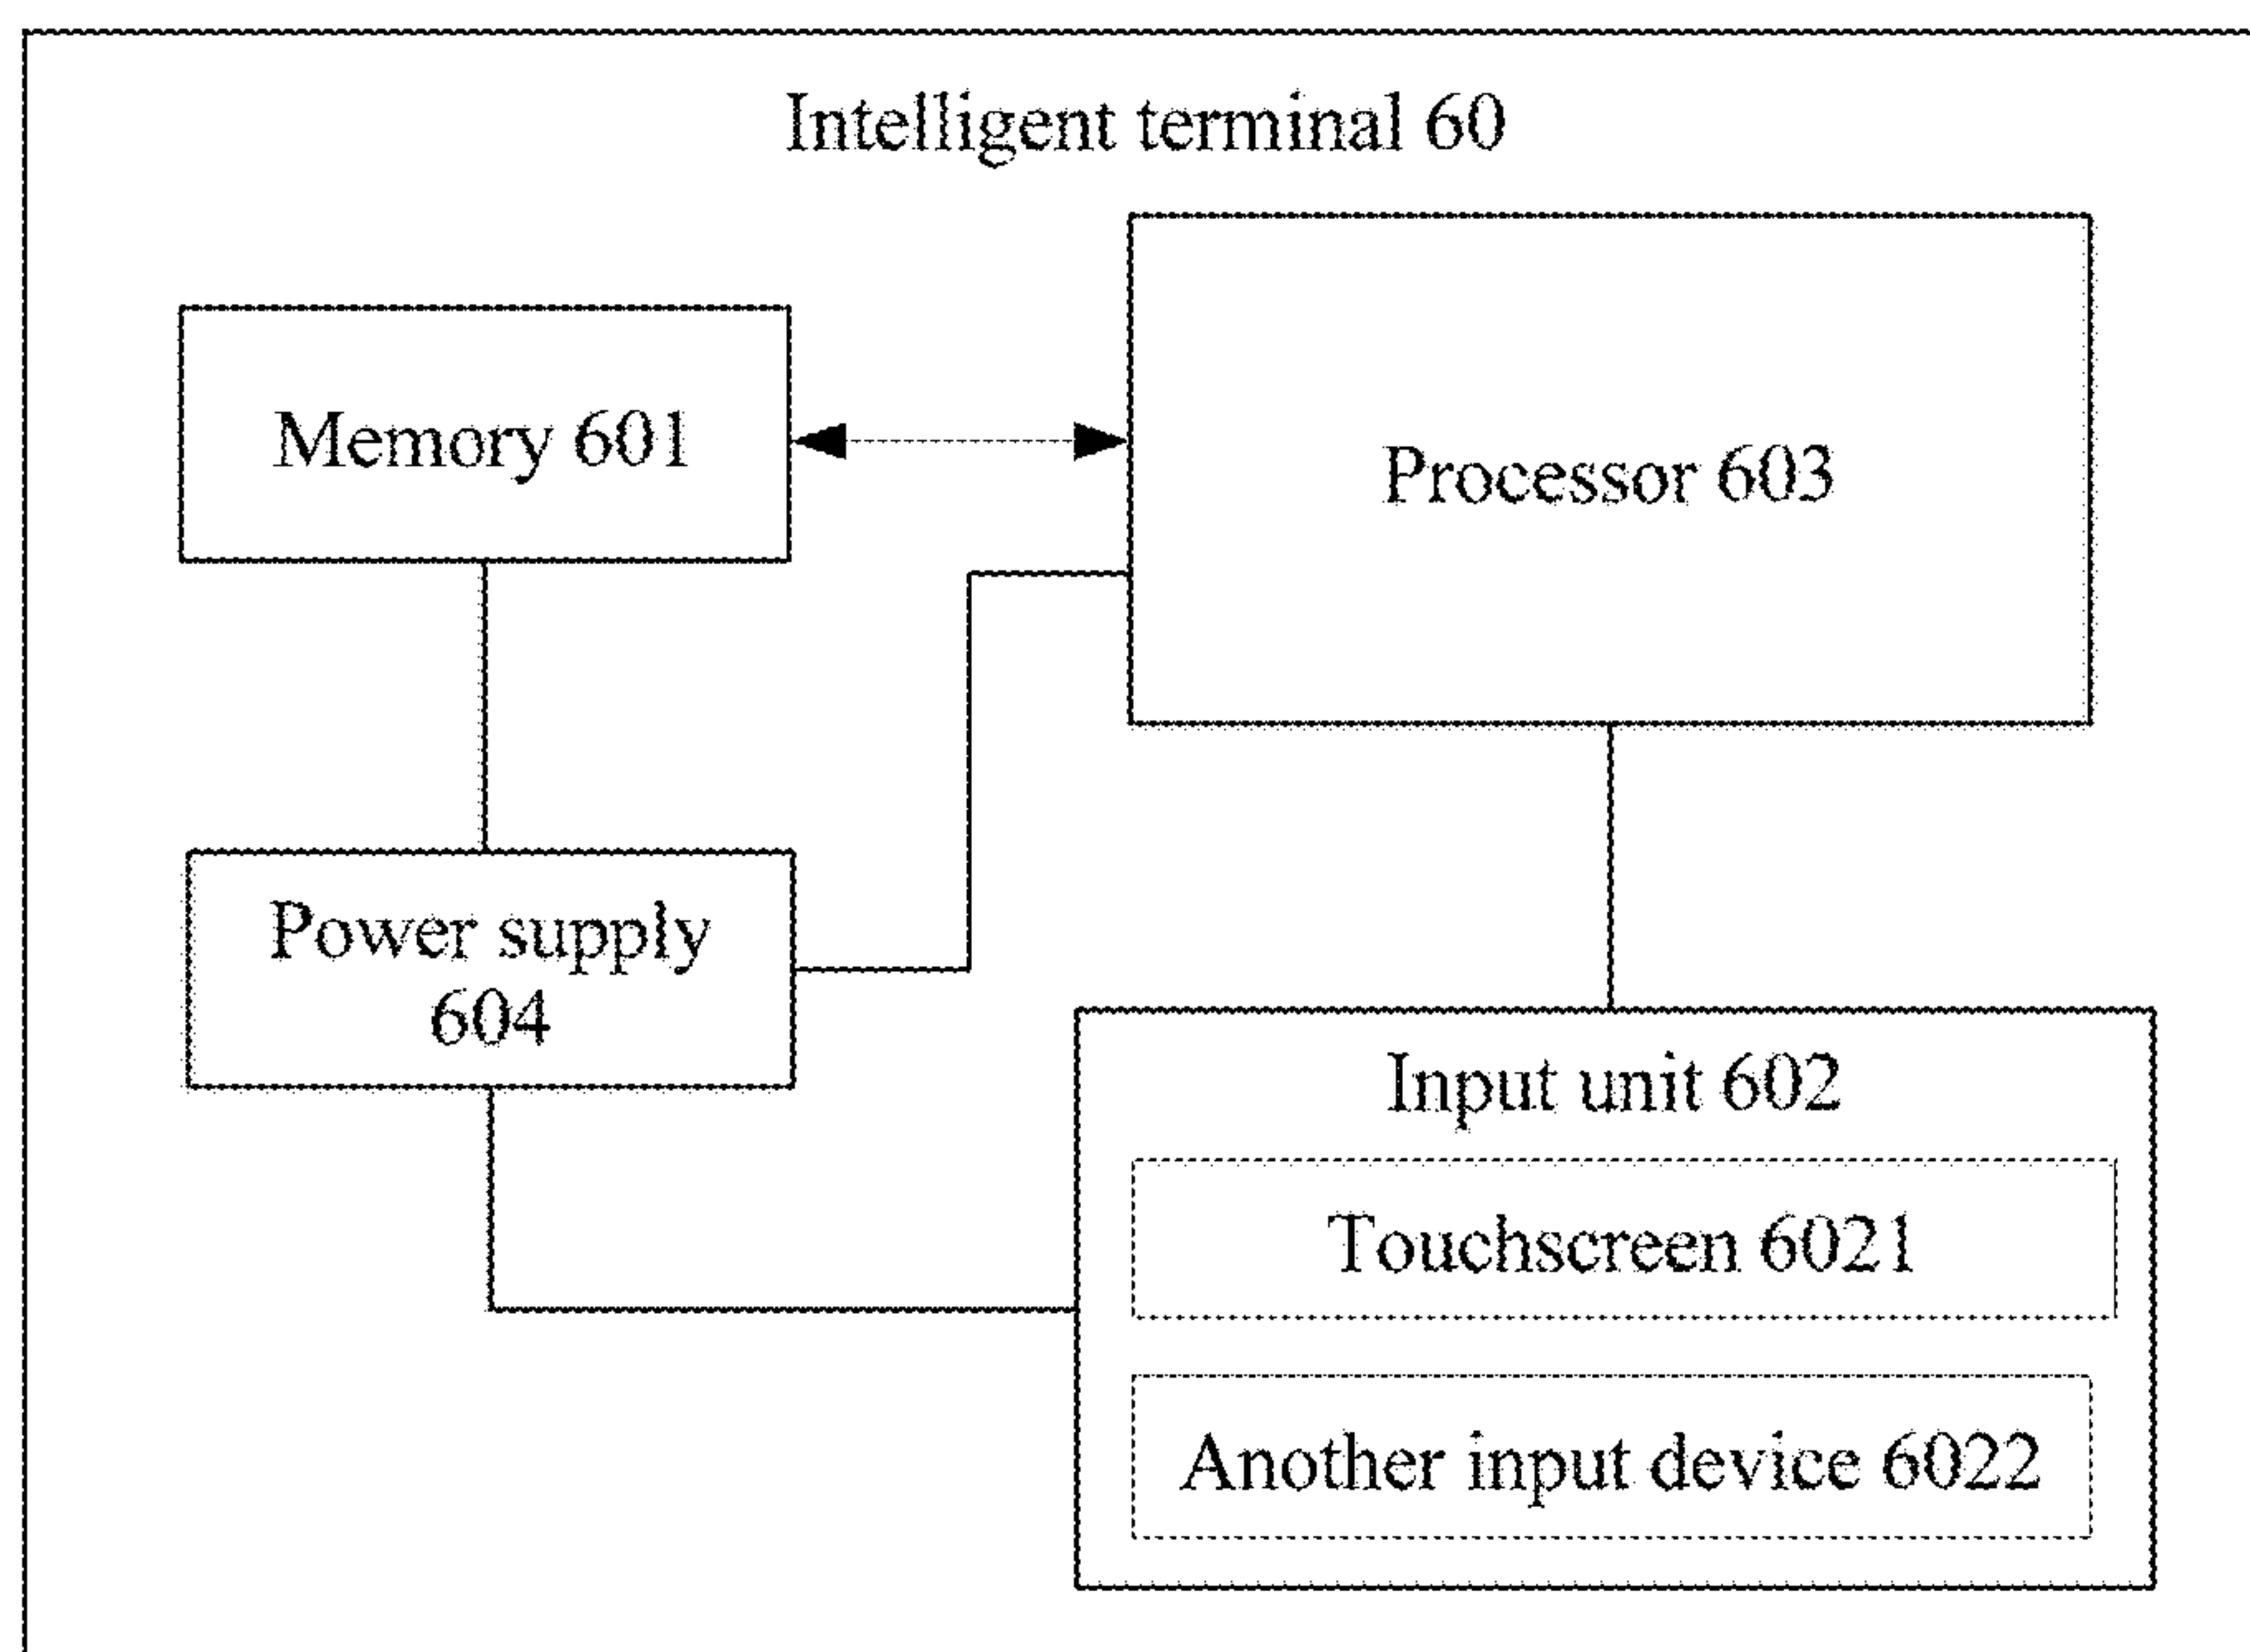 Intelligent terminal 60
Memory 601
Processor 603
Power supply
604
Input unit 602
Touchscreen 6021
Another input device 6022